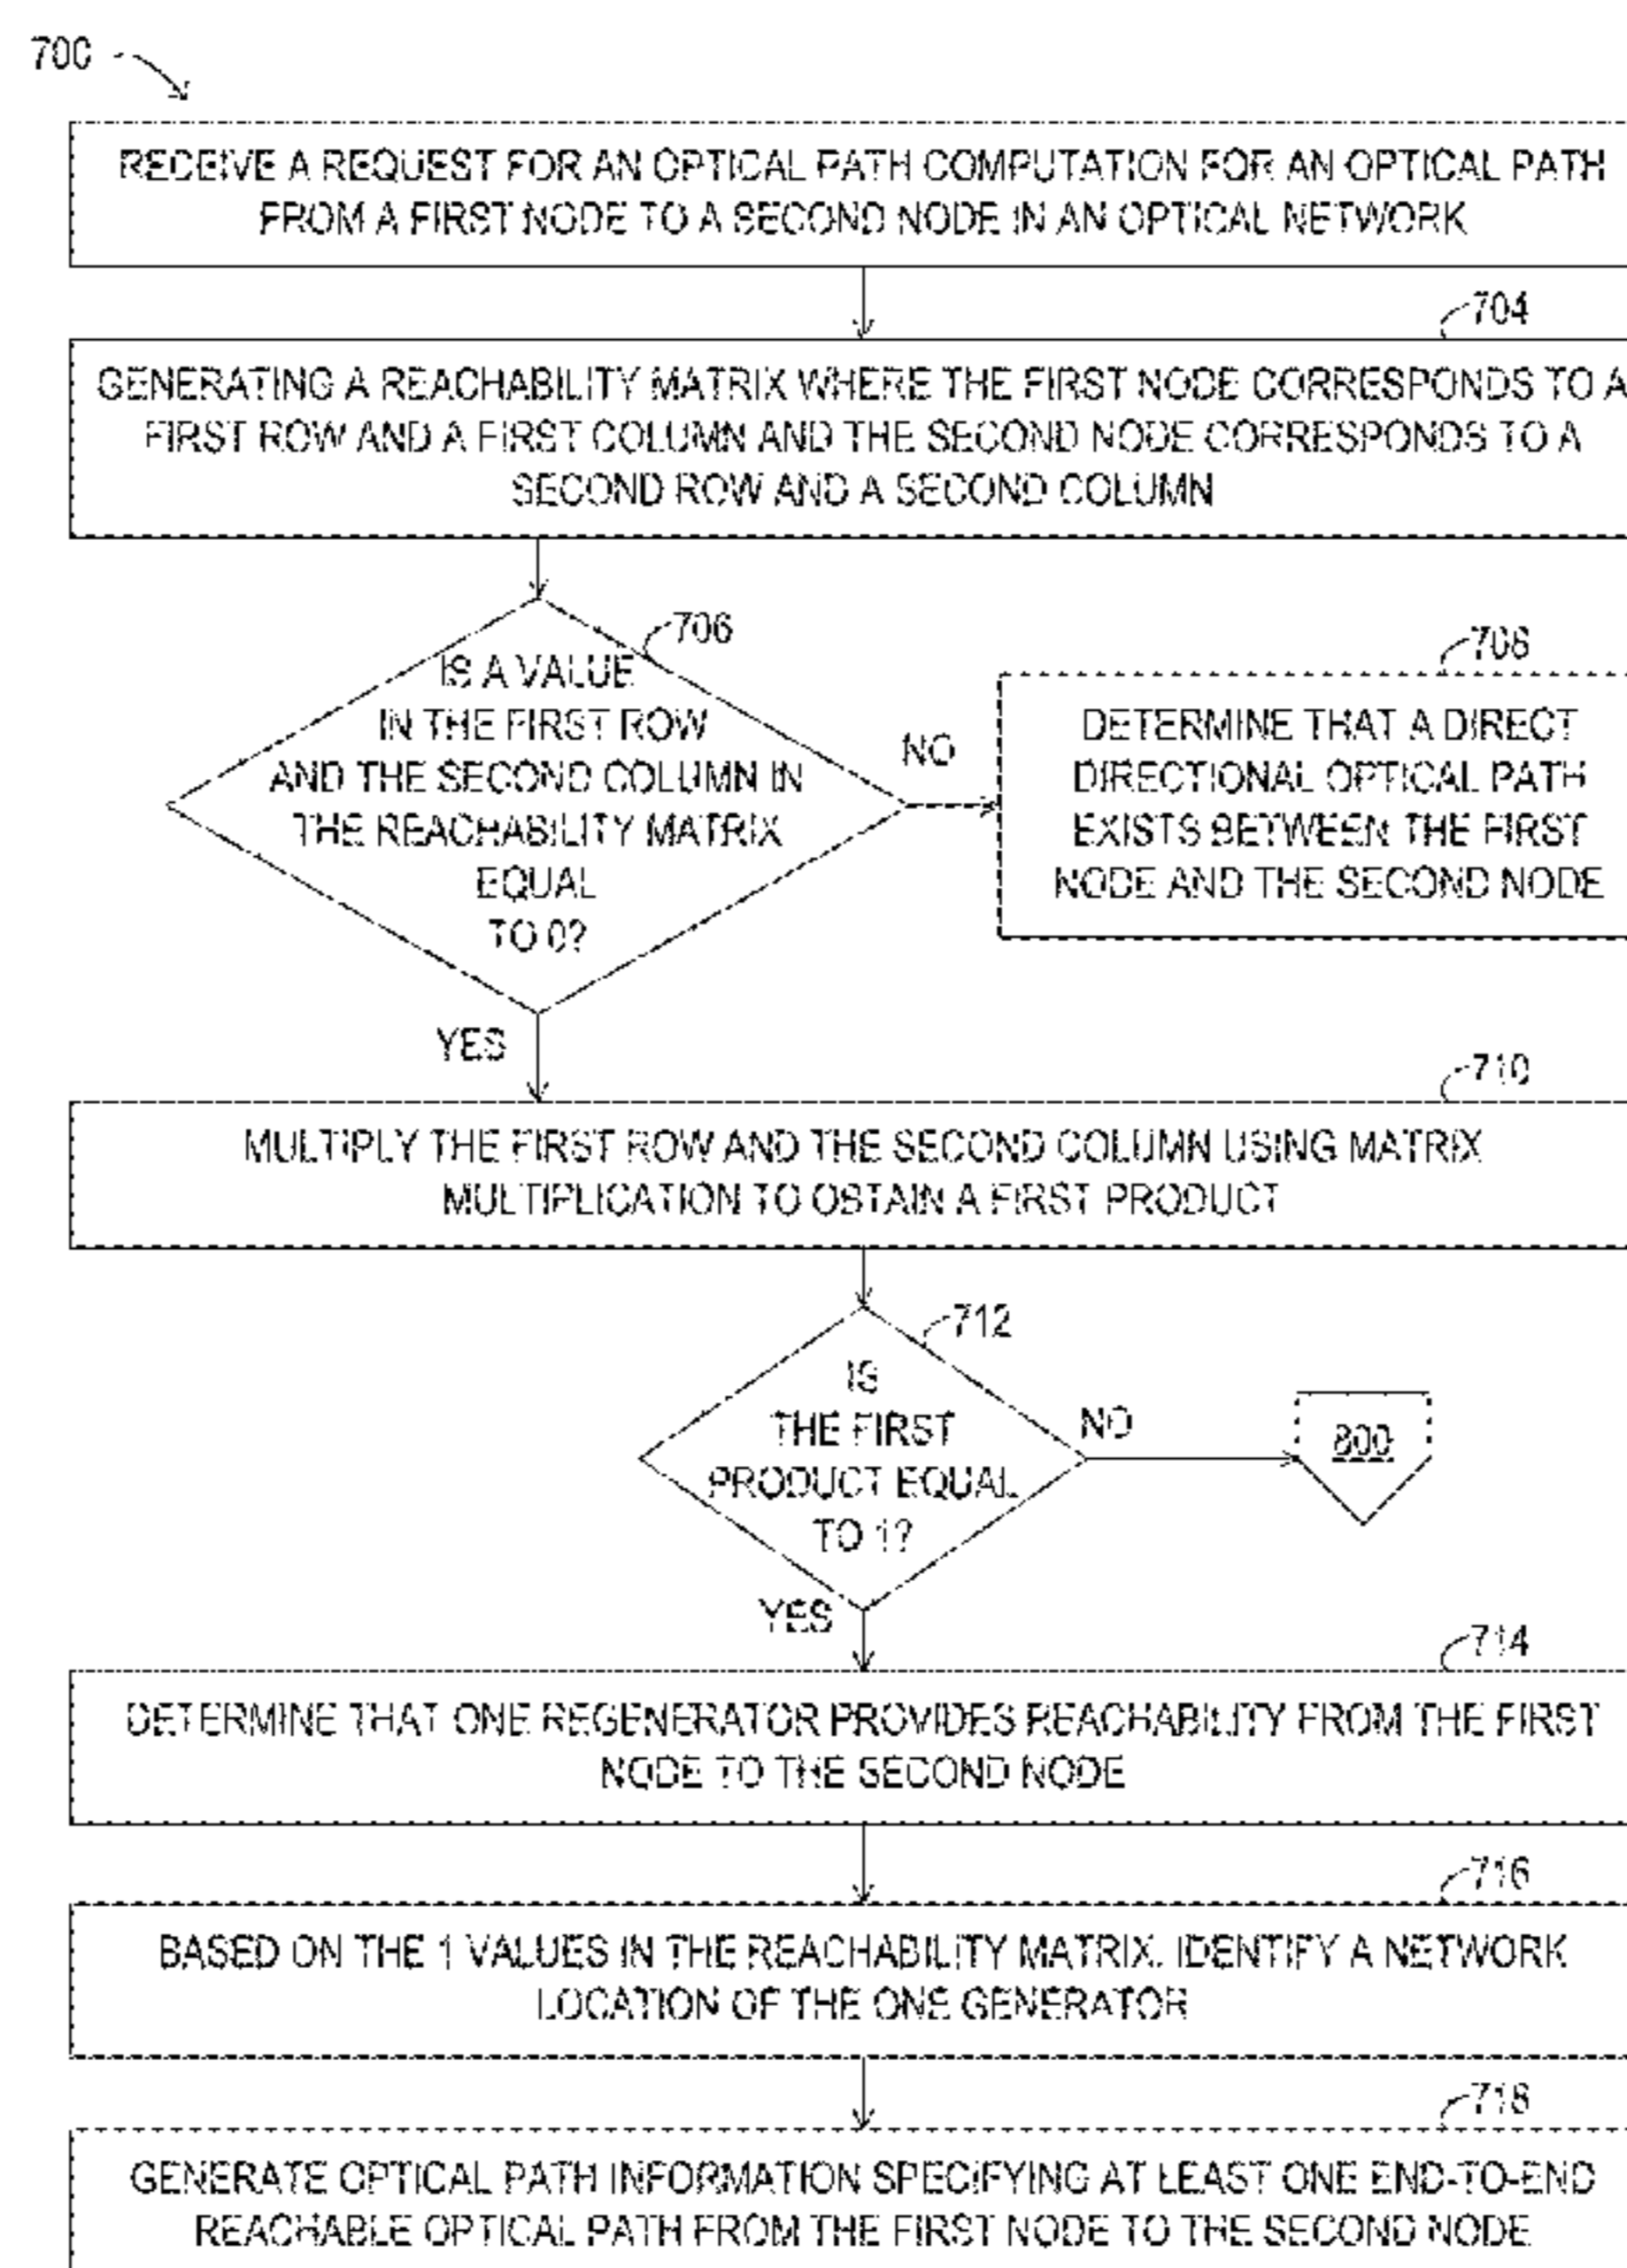 700
RECEIVE A REQUEST FOR AN OPTICAL PATH COMPUTATION FOR AN OPTICAL PATH
FROM A FIRST NODE TO A SECOND NODE IN AN OPTICAL NETWORK
704
GENERATING A REACHABILITY MATRIX WHERE THE FIRST NODE CORRESPONDS TO A
FIRST ROW AND A FIRST COLUMN AND THE SECOND NODE CORRESPONDS TO A
SECOND ROW AND A SECOND COLUMN
706
IS A VALUE
IN THE FIRST ROW
AND THE SECOND COLUMN IN
THE REACHABILITY MATRIX
EQUAL
TO 0?
NO
708
DETERMINE THAT A DIRECT
DIRECTIONAL OPTICAL PATH
EXISTS BETWEEN THE FIRST
NODE AND THE SECOND NODE
YES
710
MULTIPLY THE FIRST ROW AND THE SECOND COLUMN USING MATRIX
MULTIPLICATION TO OBTAIN A FIRST PRODUCT
712
IS
THE FIRST
PRODUCT EQUAL
TO 1?
NO
800
YES
714
DETERMINE THAT ONE REGENERATOR PROVIDES REACHABILITY FROM THE FIRST
NODE TO THE SECOND NODE
716
BASED ON THE 1 VALUES IN THE REACHABILITY MATRIX, IDENTIFY A NETWORK
LOCATION OF THE ONE GENERATOR
718
GENERATE OPTICAL PATH INFORMATION SPECIFYING AT LEAST ONE END-TO-END
REACHABLE OPTICAL PATH FROM THE FIRST NODE TO THE SECOND NODE